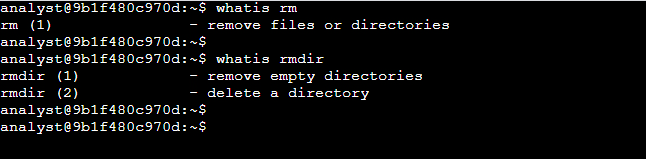 analyst@9b1f480c970d:~$ whatis rm
rm (1)               - remove files or directories
analyst@9b1f480c970d:~$
analyst@9b1f480c970d:~$ whatis rmdir
rmdir (1)            - remove empty directories
rmdir (2)            - delete a directory
analyst@9b1f480c970d:~$
analyst@9b1f480c970d:~$